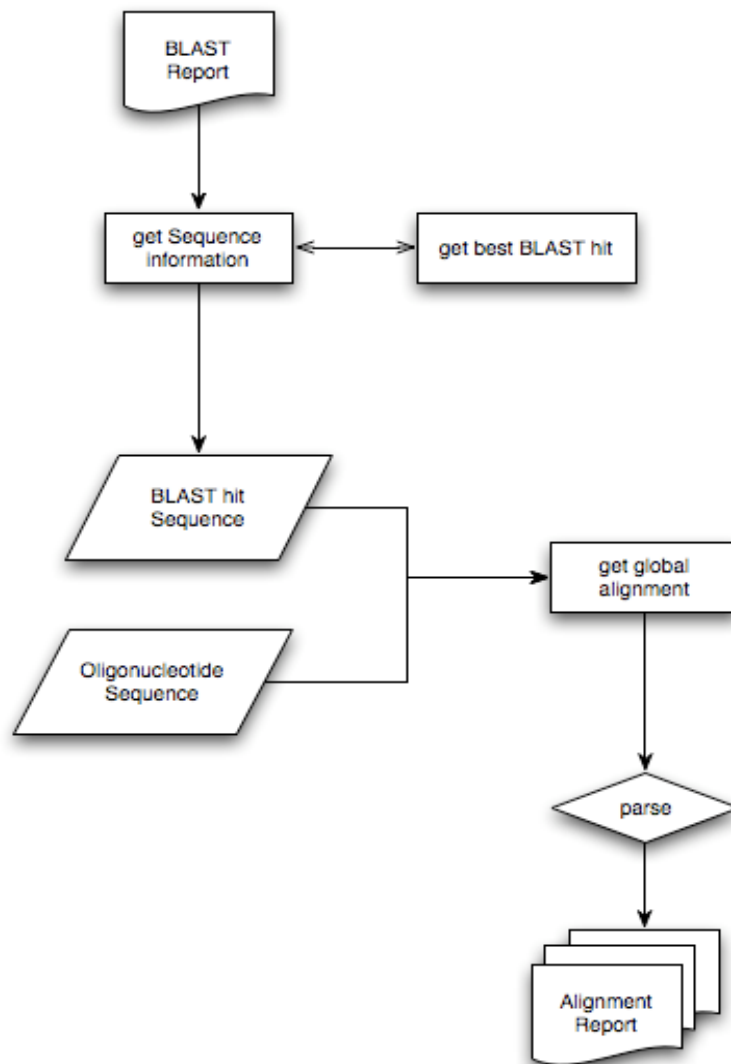 BLAST
Report
get Sequence
information
get best BLAST hit
BLAST hit
Sequence
get global
alignment
Oligonucleotide
Sequence
parse
Alignment
Report